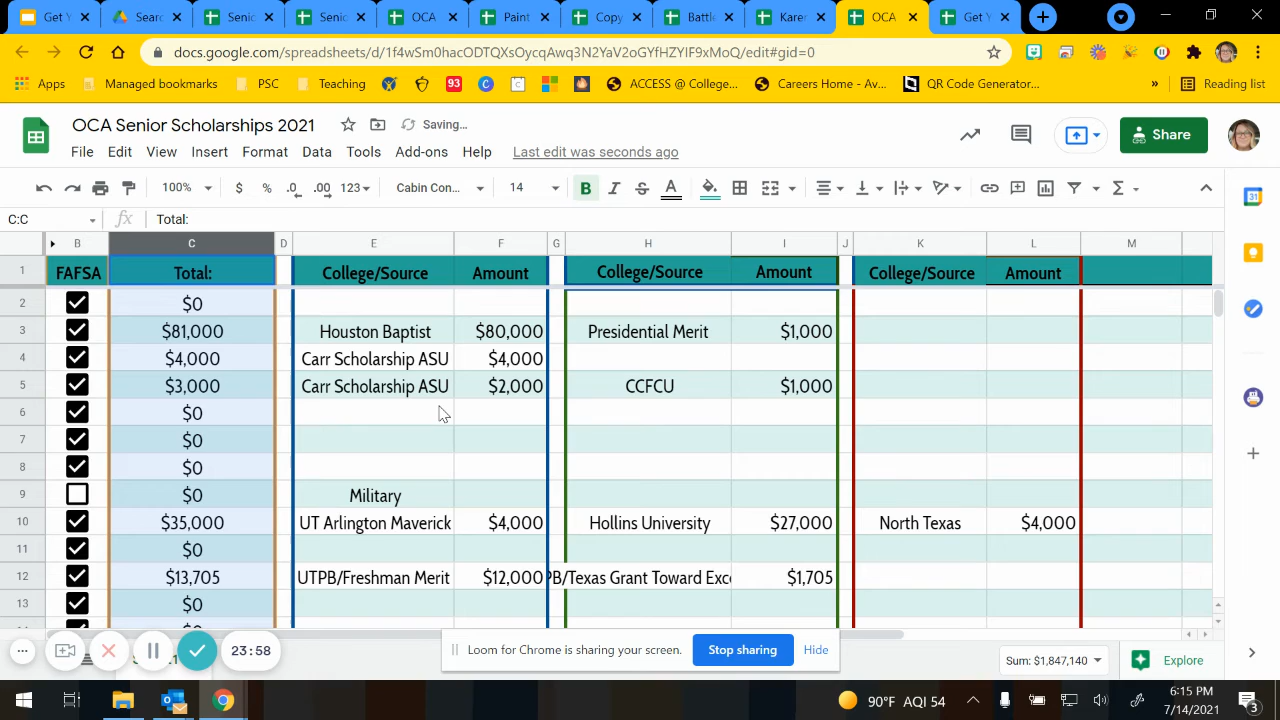 Get Y
Searc
Senic
Senic
OCA
Paint
Copy
Battle
Karer
OCA
Get Y
docs.google.com/spreadsheets/d/1f4wSm0hacODTQXsOycqAwq3N2YaV2oGYfHZYIF9xMoQ/edit#gid=0
Apps
Managed bookmarks
PSC
Teaching
93
ACCESS @ College...
Careers Home - Av...
QR Code Generator...
»
Reading list
OCA Senior Scholarships 2021
Saving...
Share
File Edit View Insert Format Data Tools Add-ons Help Last edit was seconds ago
100% $ % .0 .00 123 Cabin Con... 14 B I S A
C:C fx Total:
B C D E F G H I J K L M
1 FAFSA Total: College/Source Amount College/Source Amount College/Source Amount
2 $0
3 $81,000 Houston Baptist $80,000 Presidential Merit $1,000
4 $4,000 Carr Scholarship ASU $4,000
5 $3,000 Carr Scholarship ASU $2,000 CCFCU $1,000
6 $0
7 $0
8 $0
9 $0 Military
10 $35,000 UT Arlington Maverick $4,000 Hollins University $27,000 North Texas $4,000
11 $0
12 $13,705 UTPB/Freshman Merit $12,000 PB/Texas Grant Toward Exce $1,705
13 $0
23:58
Loom for Chrome is sharing your screen.
Stop sharing
Hide
Sum: $1,847,140
Explore
90°F AQI 54
6:15 PM
7/14/2021
3